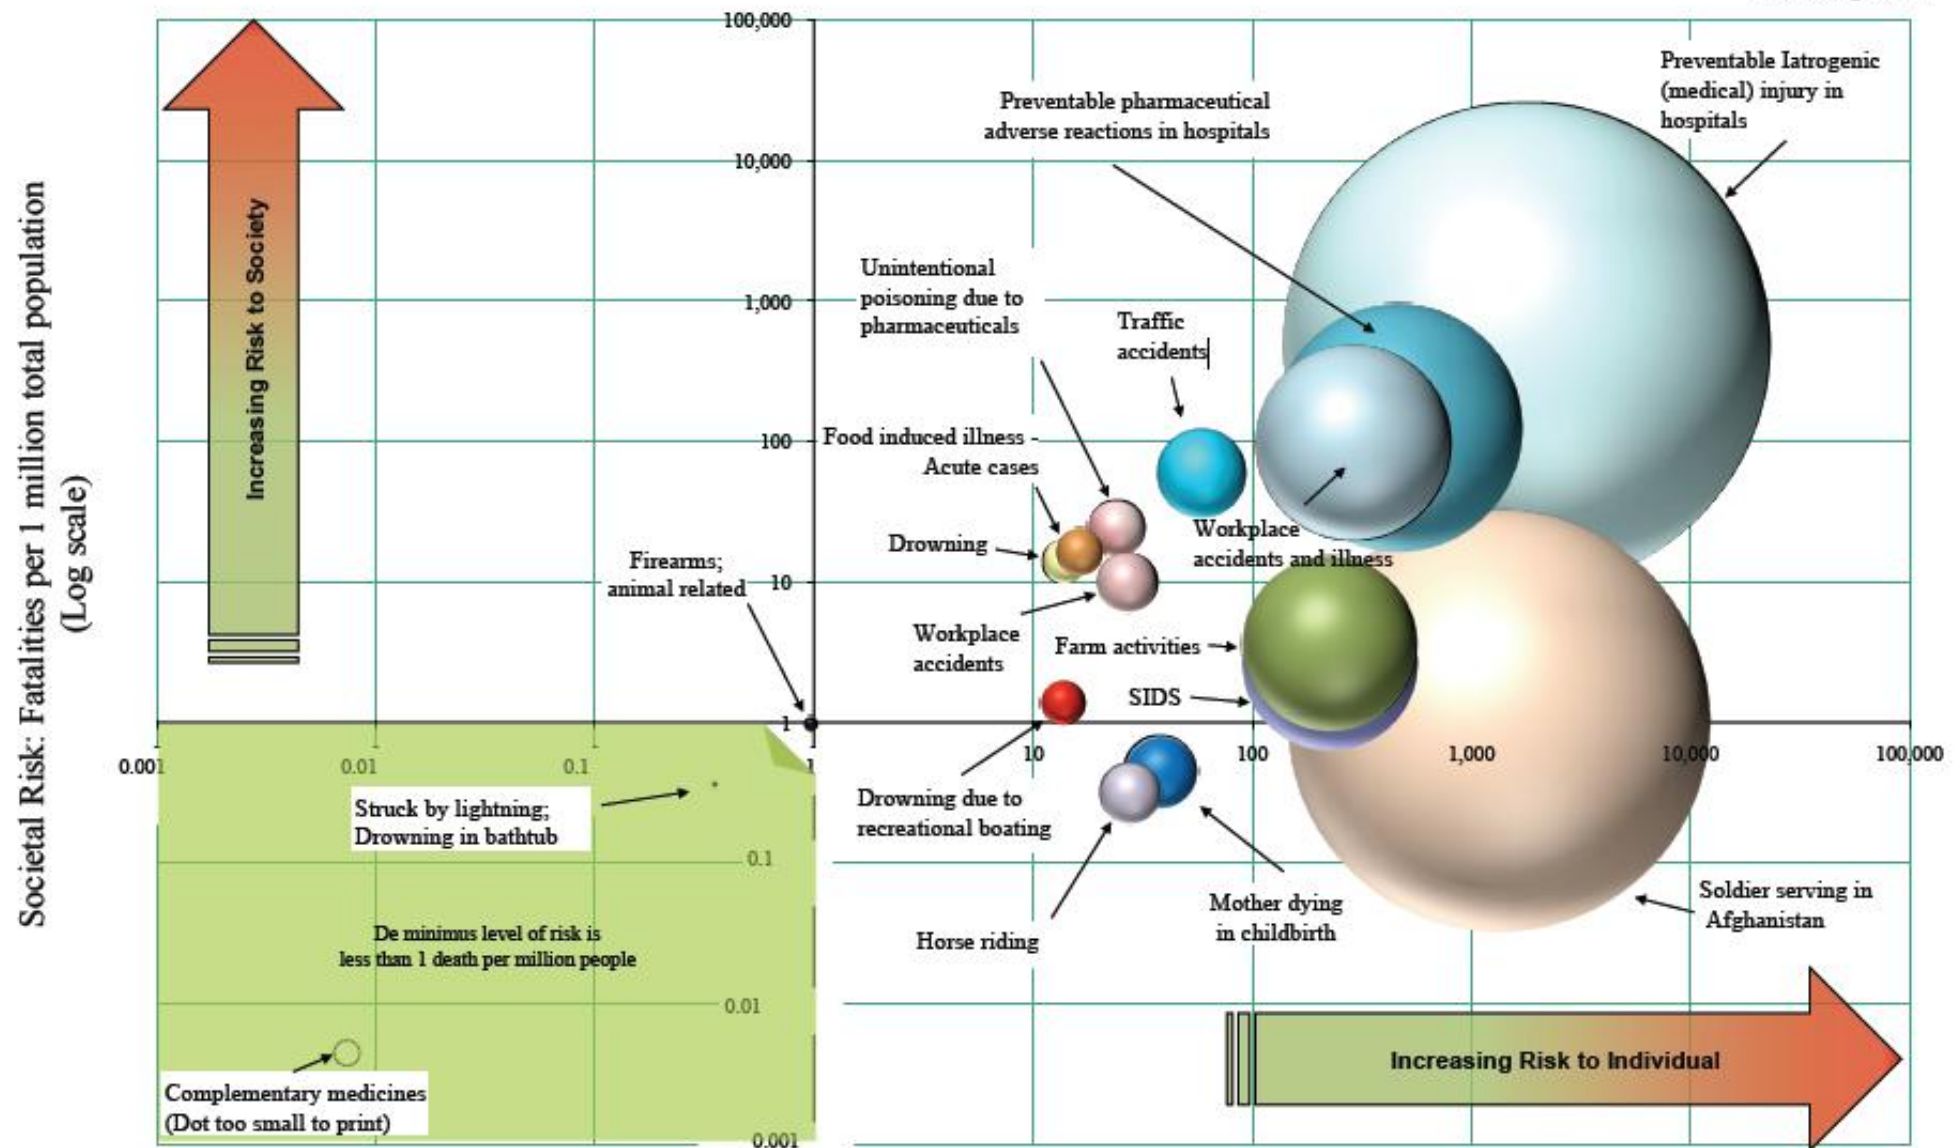 100,000
10,000
1,000
100
10
1
0.1
0.01
0.001
0.001
0.01
0.1
1
10
100
1,000
10,000
100,000
Societal Risk: Fatalities per 1 million total population
(Log scale)
Increasing Risk to Society
Preventable Iatrogenic
(medical) injury in
hospitals
Preventable pharmaceutical
adverse reactions in hospitals
Unintentional
poisoning due to
pharmaceuticals
Traffic
accidents
Food induced illness -
Acute cases
Drowning
Workplace
accidents and illness
Firearms;
animal related
Workplace
accidents
Farm activities
SIDS
Struck by lightning;
Drowning in bathtub
Drowning due to
recreational boating
Horse riding
Mother dying
in childbirth
Soldier serving in
Afghanistan
De minimus level of risk is
less than 1 death per million people
Complementary medicines
(Dot too small to print)
Increasing Risk to Individual